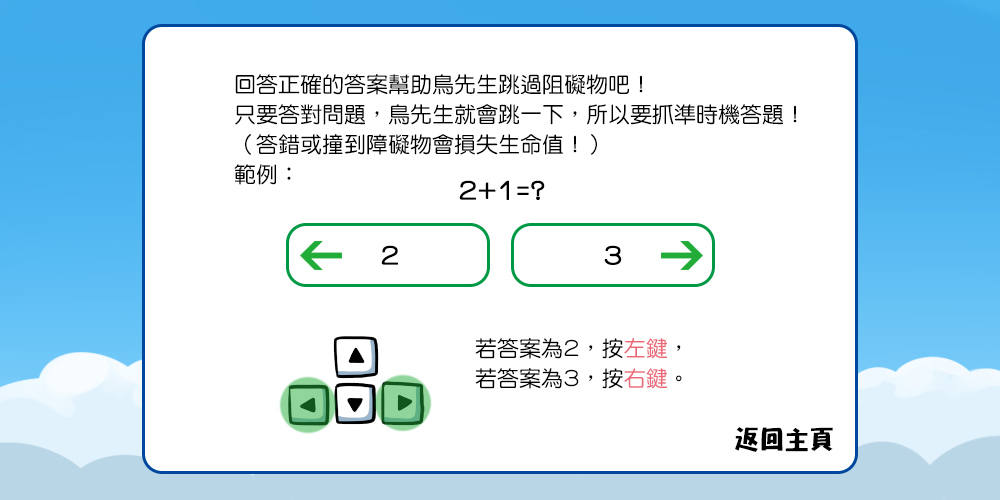 回答正確的答案幫助鳥先生跳過阻礙物吧！
只要答對問題，鳥先生就會跳一下，所以要抓準時機答題！
（答錯或撞到障礙物會損失生命值！）
範例：
2+1=?
2
3
若答案為2，按左鍵，
若答案為3，按右鍵。
返回主頁